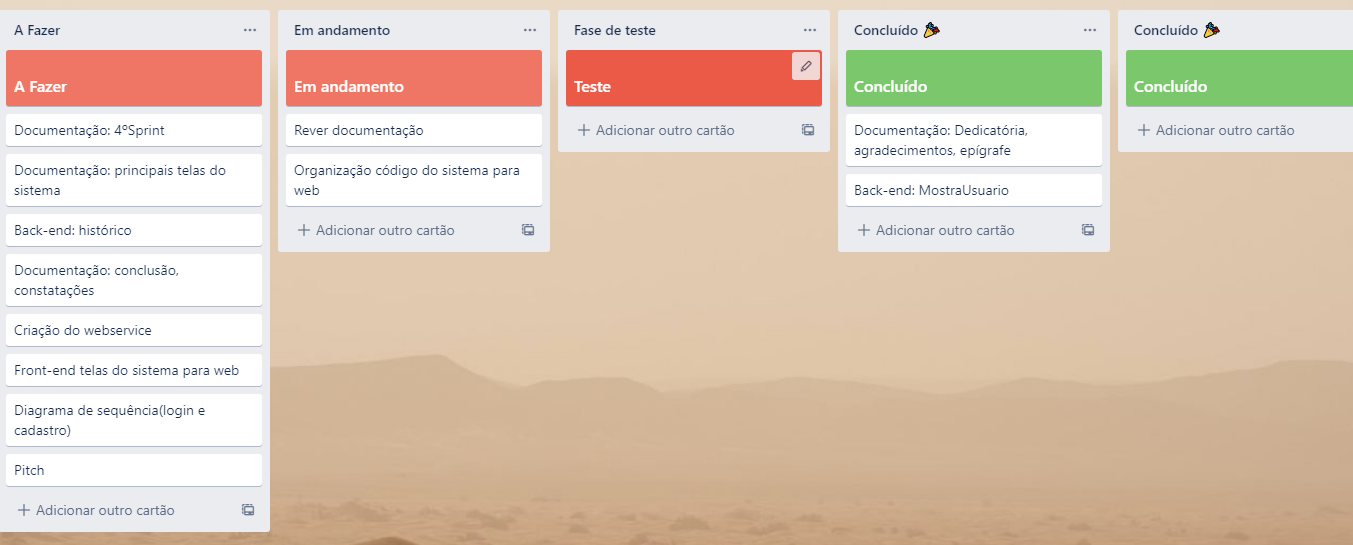 A Fazer
A Fazer
Documentação: 4ºSprint
Documentação: principais telas do
sistema
Back-end: histórico
Documentação: conclusão,
constatações
Criação do webservice
Front-end telas do sistema para web
Diagrama de sequência(login e
cadastro)
Pitch
Adicionar outro cartão
Em andamento
Em andamento
Rever documentação
Organização código do sistema para
web
Adicionar outro cartão
Fase de teste
Teste
Adicionar outro cartão
Concluído 🎉
Concluído
Documentação: Dedicatória,
agradecimentos, epígrafe
Back-end: MostraUsuario
Adicionar outro cartão
Concluído 🎉
Concluído
Adicionar outro cartão